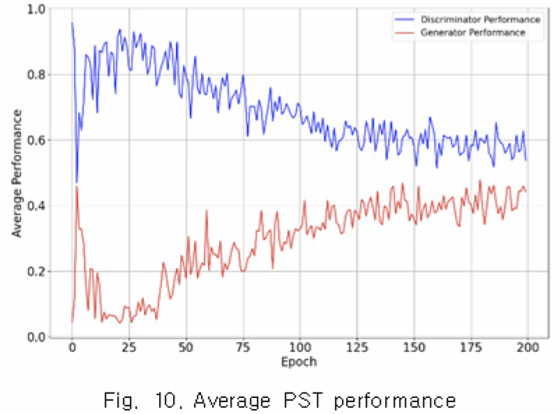 1.0
0.8
0.6
0.4
0.2
0.0
Average Performance
Discriminator Performance
Generator Performance
0 25 50 75 100 125 150 175 200
Epoch
Fig. 10. Average PST performance